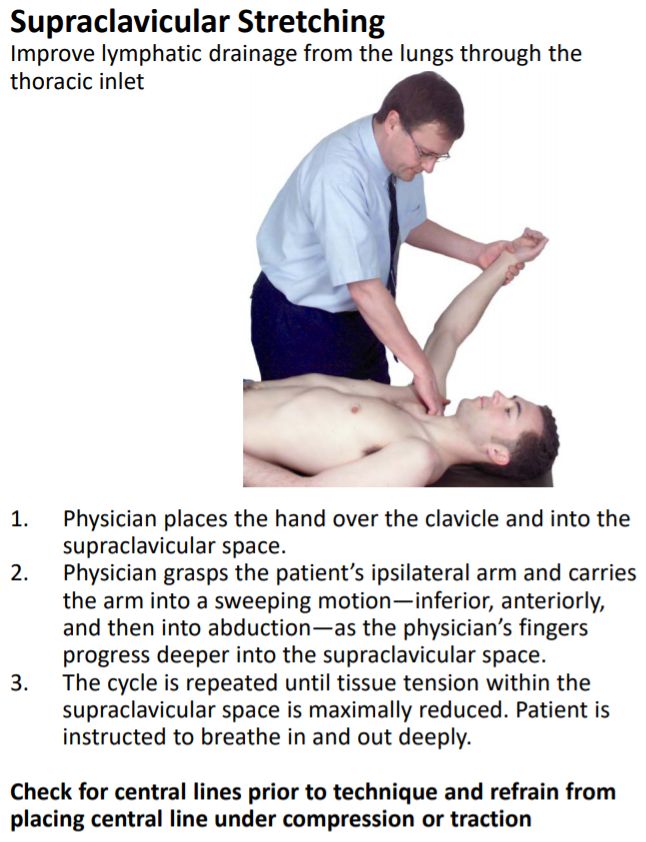 Supraclavicular Stretching
Improve lymphatic drainage from the lungs through the
thoracic inlet
1. Physician places the hand over the clavicle and into the
supraclavicular space.
2. Physician grasps the patient’s ipsilateral arm and carries
the arm into a sweeping motion—inferior, anteriorly,
and then into abduction—as the physician’s fingers
progress deeper into the supraclavicular space.
3. The cycle is repeated until tissue tension within the
supraclavicular space is maximally reduced. Patient is
instructed to breathe in and out deeply.
Check for central lines prior to technique and refrain from
placing central line under compression or traction